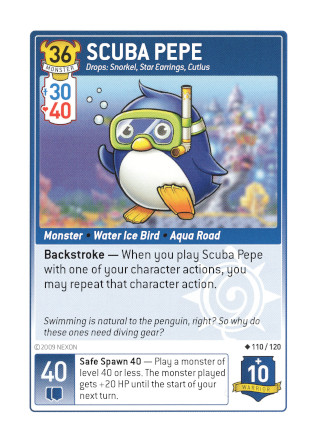 36
MONSTER
SCUBA PEPE
Drops: Snorkel, Star Earrings, Cutlus
30
40
Monster • Water Ice Bird • Aqua Road
Backstroke — When you play Scuba Pepe
with one of your character actions, you
may repeat that character action.
Swimming is natural to the penguin, right? So why do
these ones need diving gear?
©2009 NEXON
◆ 110/120
40
Safe Spawn 40 — Play a monster of
level 40 or less. The monster played
gets +20 HP until the start of your
next turn.
+
10
WARRIOR